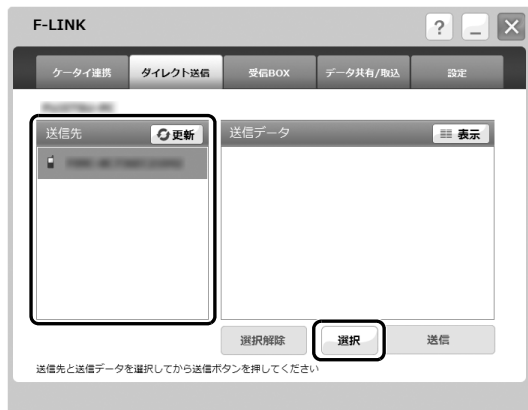 F-LINK
?
ケータイ連携 ダイレクト送信 受信BOX データ共有/取込 設定
送信先 更新 送信データ 表示
選択解除 選択 送信
送信先と送信データを選択してから送信ボタンを押してください